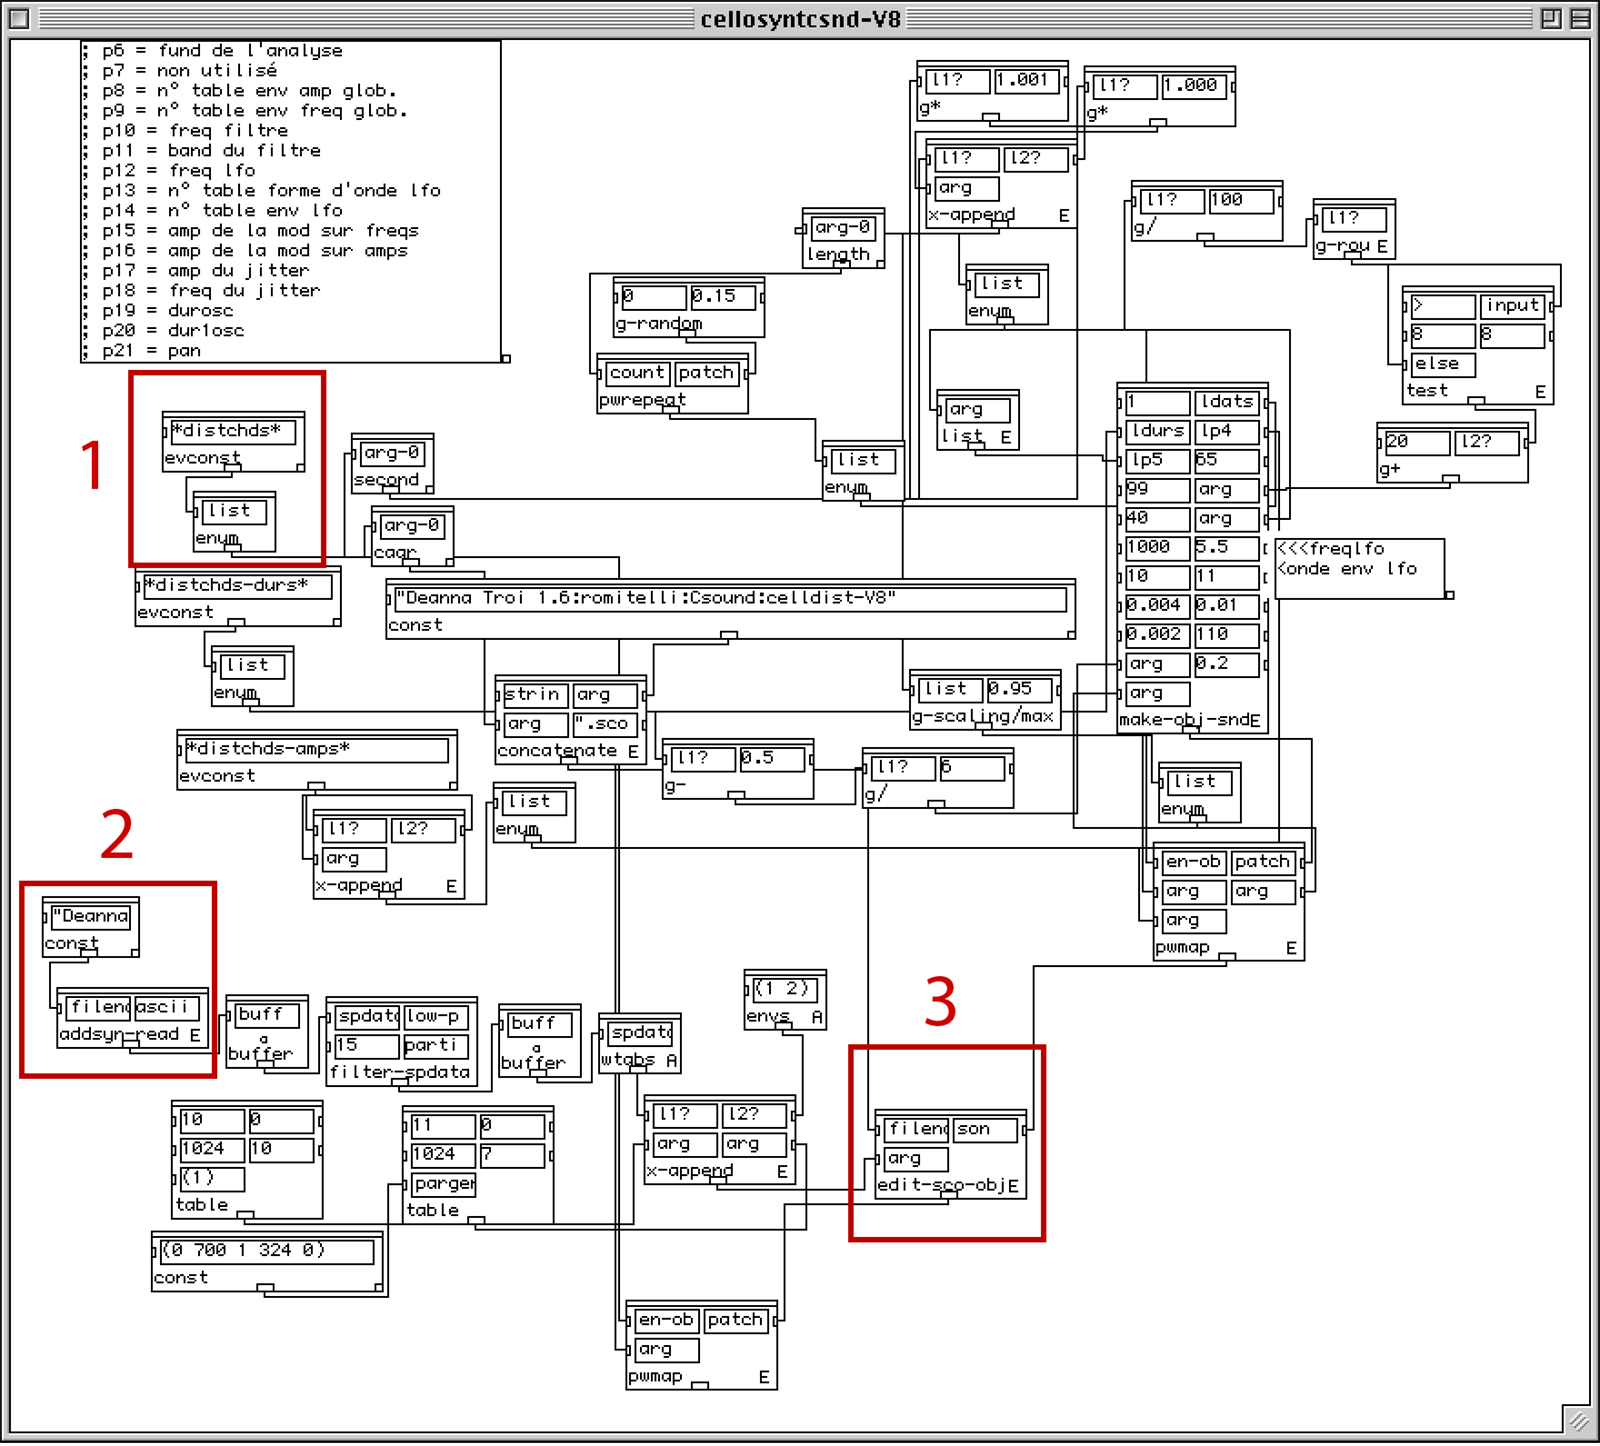 cellosyntcsnd-V8
; p6 = fund de l'analyse
; p7 = non utilisé
; p8 = n° table env amp glob.
; p9 = n° table env freq glob.
; p10 = freq filtre
; p11 = band du filtre
; p12 = freq lfo
; p13 = n° table forme d'onde lfo
; p14 = n° table env lfo
; p15 = amp de la mod sur freqs
; p16 = amp de la mod sur amps
; p17 = amp du jitter
; p18 = freq du jitter
; p19 = durosc
; p20 = dur1osc
; p21 = pan
l1? 1.001
g*
l1? 1.000
g*
l1? l2?
arg
x-append E
l1? 100
g/
l1?
g-rou E
arg-0
length
list
enum
0 0.15
g-random
count patch
pwrepeat
> input
8 8
else
test E
20 l2?
g+
arg
list E
list
enum
1
*distchds*
evconst
list
enum
arg-0
second
arg-0
caar
1 ldats
ldurs lp4
lp5 65
99 arg
40 arg
1000 5.5
10 11
0.004 0.01
0.002 110
arg 0.2
arg
make-obj-snd E
<<<freqlfo
<onde env lfo
*distchds-durs*
evconst
"Deanna Troi 1.6:romitelli:Csound:celldist-V8"
const
list
enum
strin arg
arg ".sco
concatenate E
list 0.95
g-scaling/max
*distchds-amps*
evconst
l1? 0.5
g-
l1? 6
g/
list
enum
l1? l2?
arg
x-append E
list
enum
en-ob patch
arg arg
arg
pwmap E
2
"Deanna
const
filen ascii
addsyn-read E
buff
a
buffer
spdat low-p
15 parti
filter-spdata
buff
a
buffer
spdat
wtabs A
(1 2)
envs A
3
filen son
arg
edit-sco-obj E
10 0
1024 10
(1)
table
11 0
1024 7
parger
table
l1? l2?
arg arg
x-append E
(0 700 1 324 0)
const
en-ob patch
arg
pwmap E